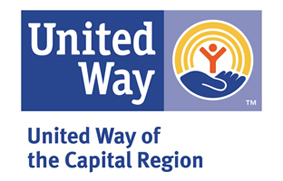 United
Way
TM
United Way of
the Capital Region